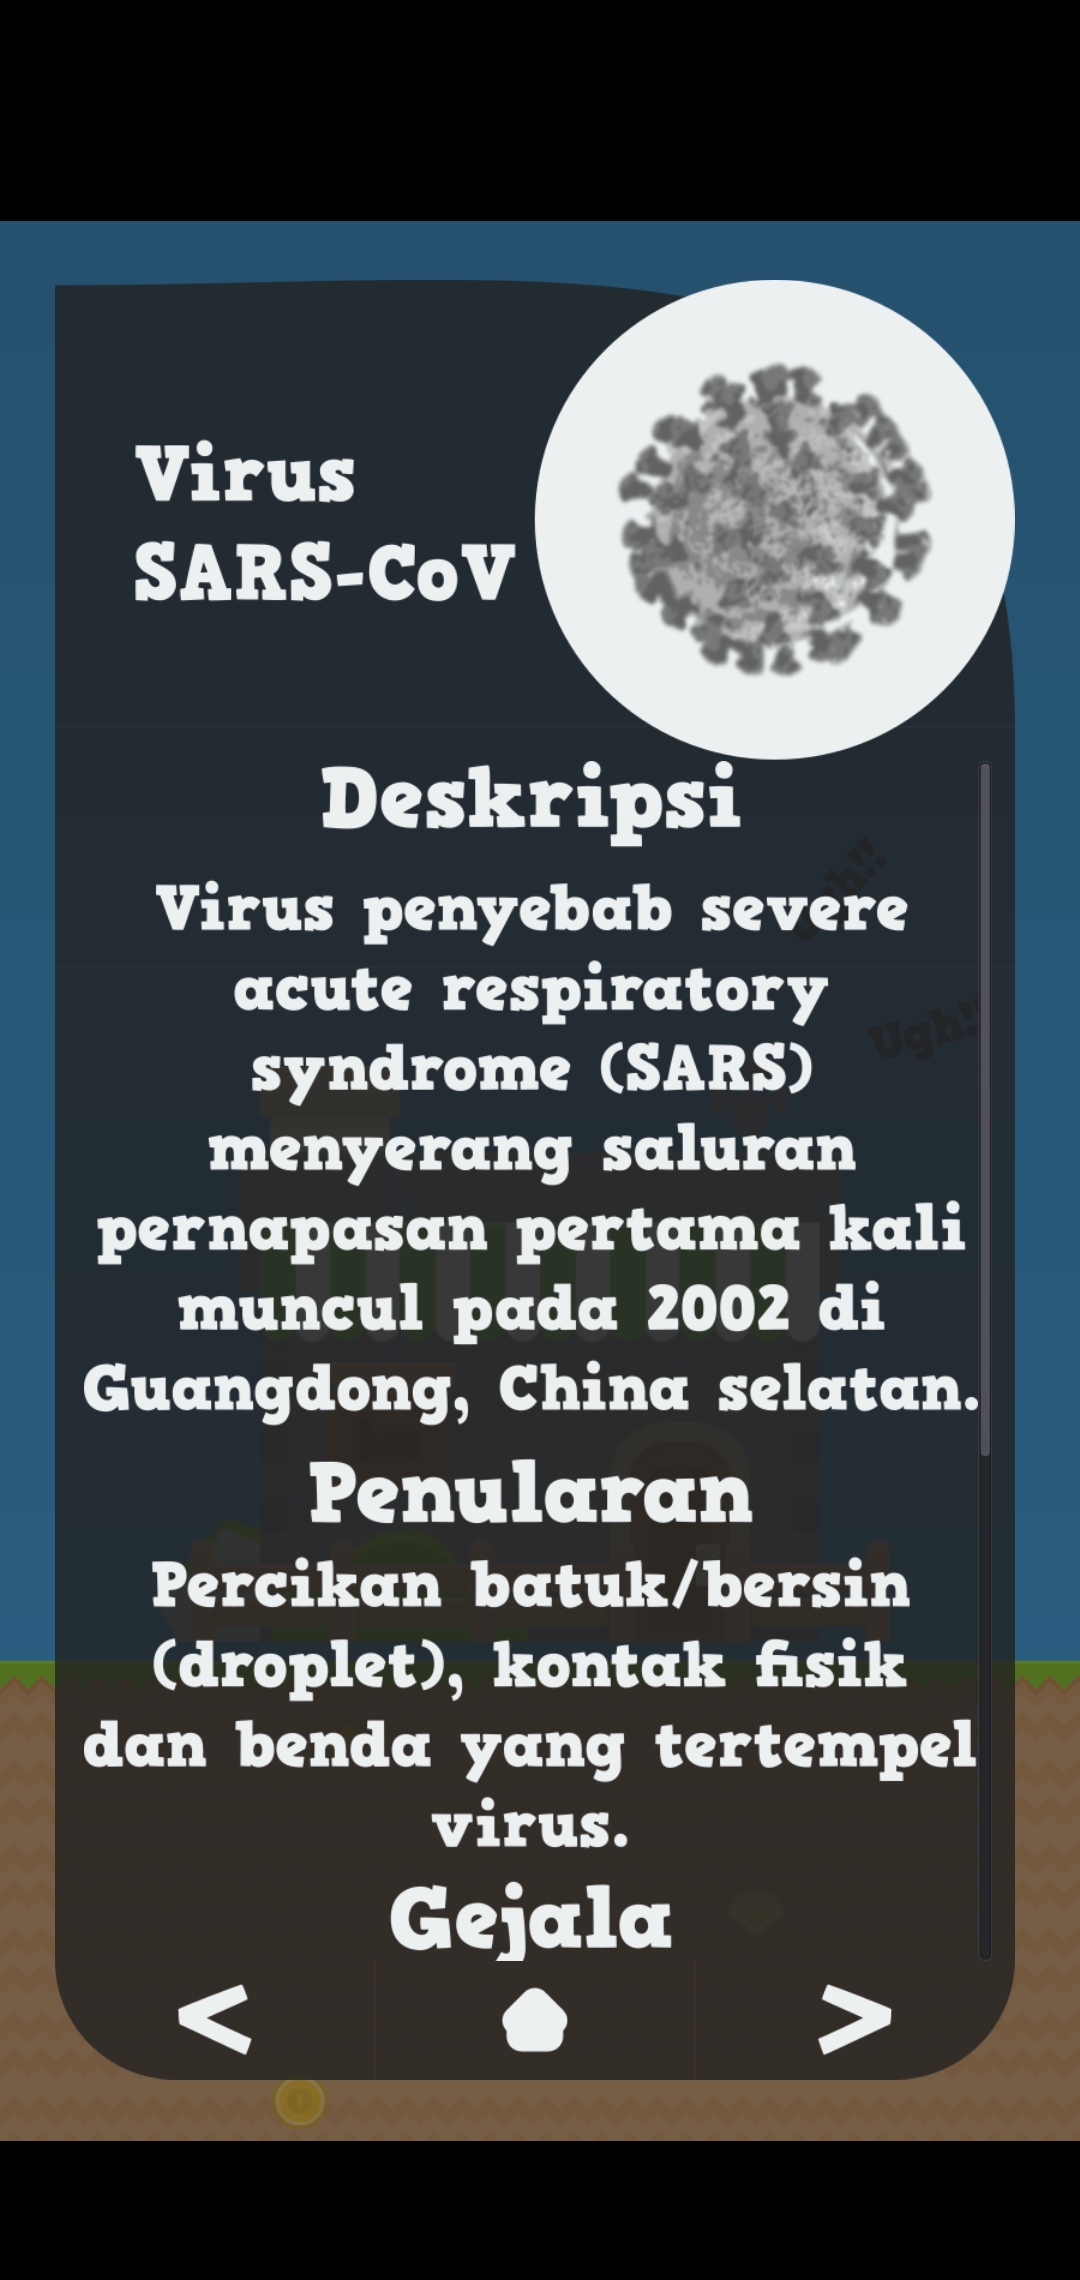 Virus
SARS-CoV
Deskripsi
Virus penyebab severe
acute respiratory
syndrome (SARS)
menyerang saluran
pernapasan pertama kali
muncul pada 2002 di
Guangdong, China selatan.
Penularan
Percikan batuk/bersin
(droplet), kontak fisik
dan benda yang tertempel
virus.
Gejala
< >
Ugh!!